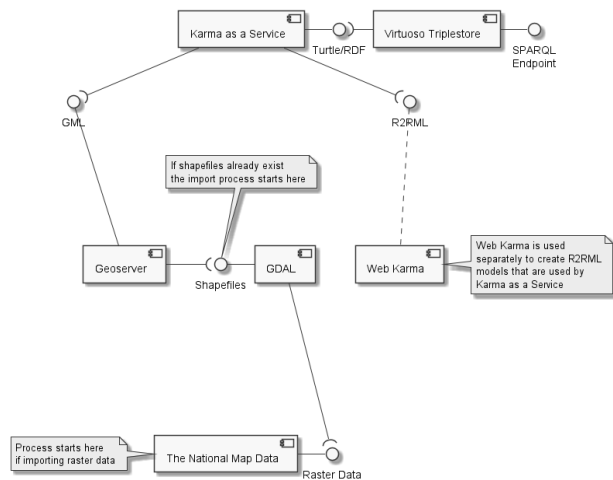 Karma as a Service
Turtle/RDF
Virtuoso Triplestore
SPARQL
Endpoint
GML
R2RML
If shapefiles already exist
the import process starts here
Geoserver
Shapefiles
GDAL
Web Karma
Web Karma is used
separately to create R2RML
models that are used by
Karma as a Service
Process starts here
if importing raster data
The National Map Data
Raster Data